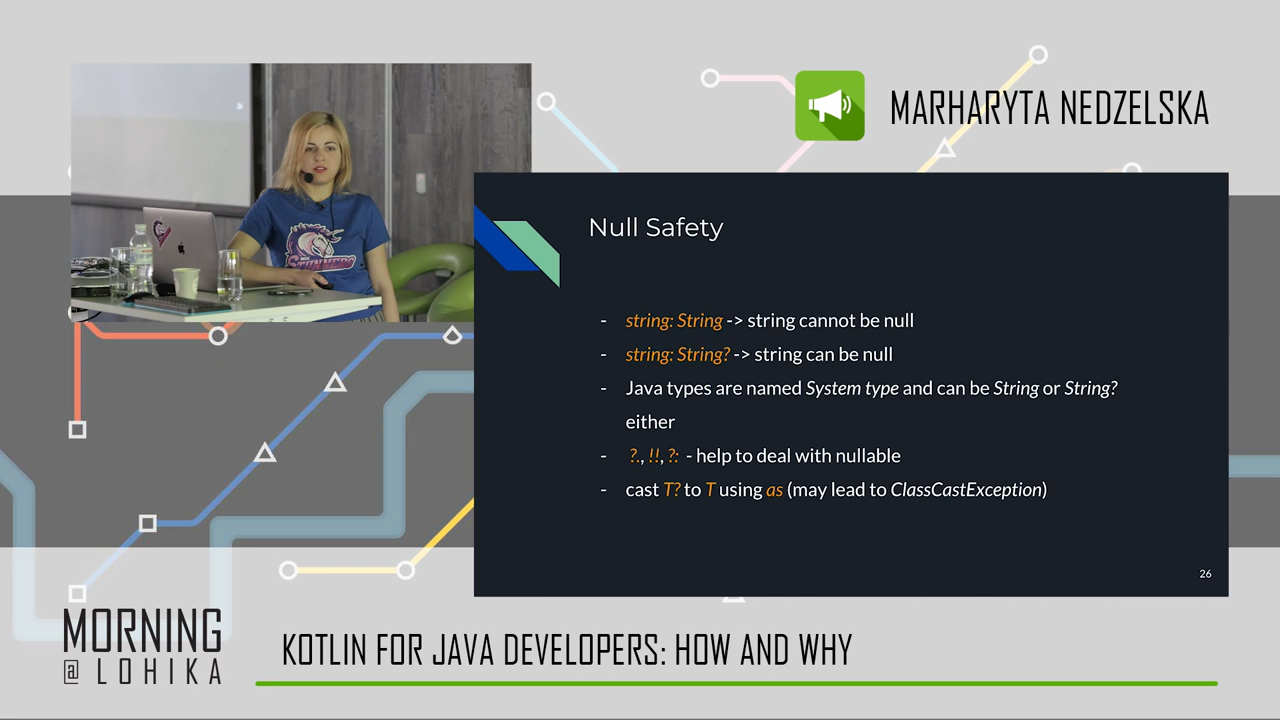 MARHARYTA NEDZELSKA
Null Safety
- string: String -> string cannot be null
- string: String? -> string can be null
- Java types are named System type and can be String or String?
either
- ?., !!, ?: - help to deal with nullable
- cast T? to T using as (may lead to ClassCastException)
26
MORNING
@ LOHIKA
KOTLIN FOR JAVA DEVELOPERS: HOW AND WHY